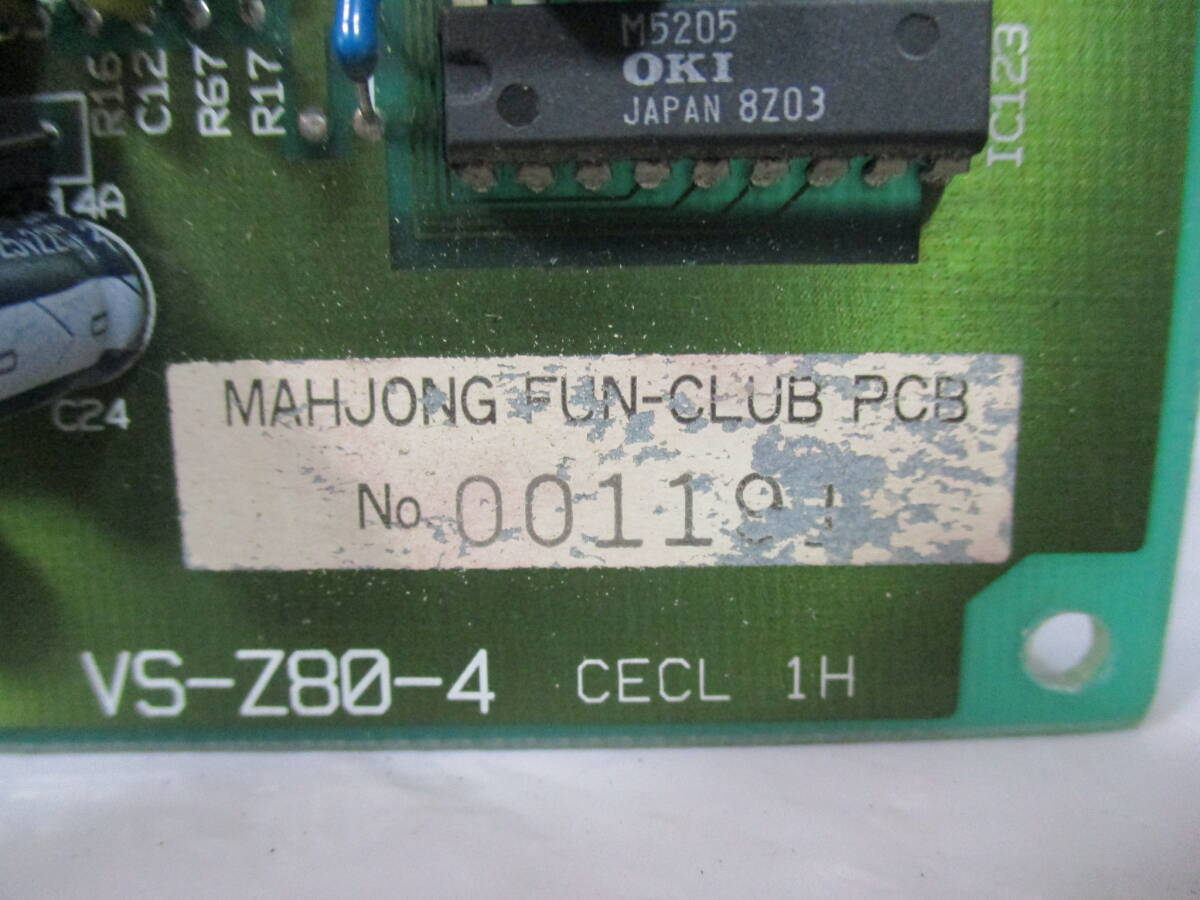 R16
C12
R67
R17
M5205
OKI
JAPAN 8Z03
IC123
14A
C24
MAHJONG FUN-CLUB PCB
No
VS-Z80-4 CECL 1H